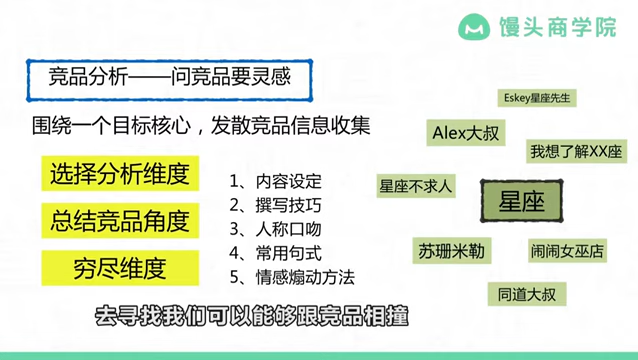 馒头商学院
竞品分析——问竞品要灵感
围绕一个目标核心，发散竞品信息收集
选择分析维度
总结竞品角度
穷尽维度
1、内容设定
2、撰写技巧
3、人称口吻
4、常用句式
5、情感煽动方法
Eskey星座先生
Alex大叔
我想了解XX座
星座不求人
星座
苏珊米勒
闹闹女巫店
同道大叔
去寻找我们可以能够跟竞品相撞